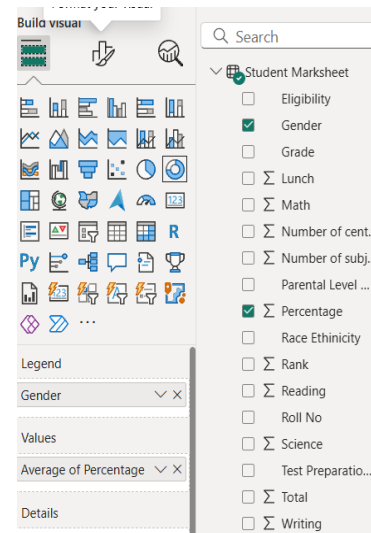 Build visual
Search
Student Marksheet
Eligibility
Gender
Grade
Lunch
Math
Number of cent...
Number of subj...
Parental Level ...
Percentage
Race Ethinicity
Rank
Reading
Roll No
Science
Test Preparatio...
Total
Writing
123
R
Py
123
...
Legend
Gender
Values
Average of Percentage
Details